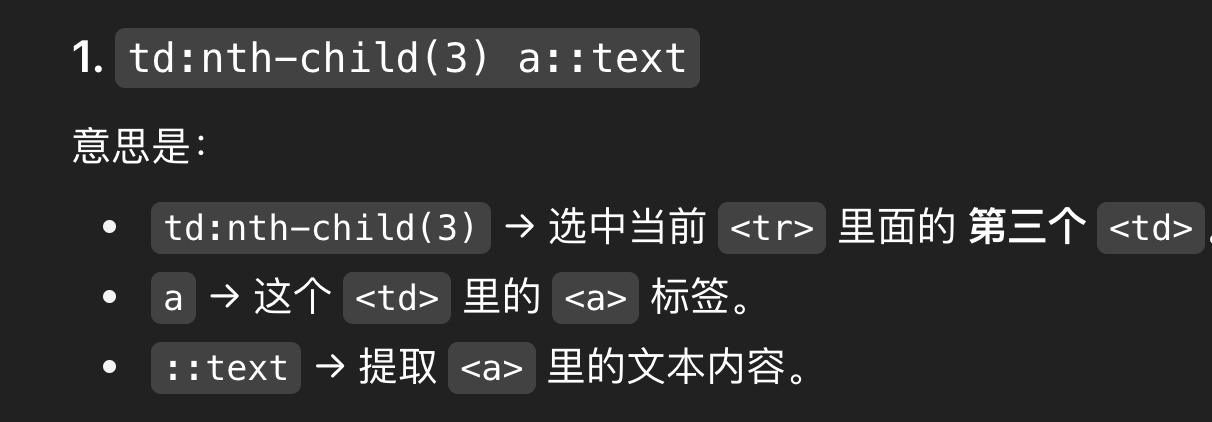 1. td:nth-child(3) a::text
意思是：
• td:nth-child(3) → 选中当前 <tr> 里面的 第三个 <td>。
• a → 这个 <td> 里的 <a> 标签。
• ::text → 提取 <a> 里的文本内容。